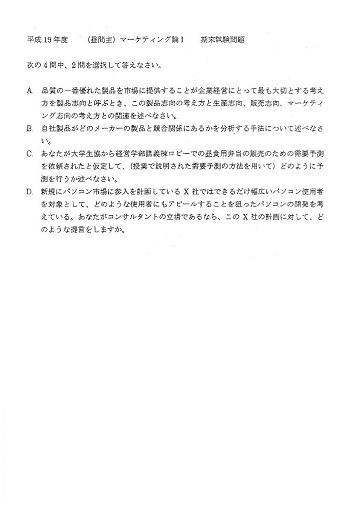 平成 19 年度　（昼間主）マーケティング論 I　期末試験問題
次の 4 問中、2 問を選択して答えなさい。
A. 品質の一番優れた製品を市場に提供することが企業経営にとって最も大切とする考え
方を製品志向と呼ぶとき、この製品志向の考え方と生産志向、販売志向、マーケティ
ング志向の考え方との関連を述べなさい。
B. 自社製品がどのメーカーの製品と競合関係にあるかを分析する手法について述べなさ
い。
C. あなたが大学生協から経営学部講義棟ロビーでの昼食用弁当の販売のための需要予測
を依頼されたと仮定して、(授業で説明された需要予測の方法を用いて）どのように予
測を行うか述べなさい。
D. 新規にパソコン市場に参入を計画している X 社ではできるだけ幅広いパソコン使用者
を対象として、どのような使用者にもアピールすることを狙ったパソコンの開発を考
えている。あなたがコンサルタントの立場であるなら、この X 社の計画に対して、ど
のような提言をしますか。